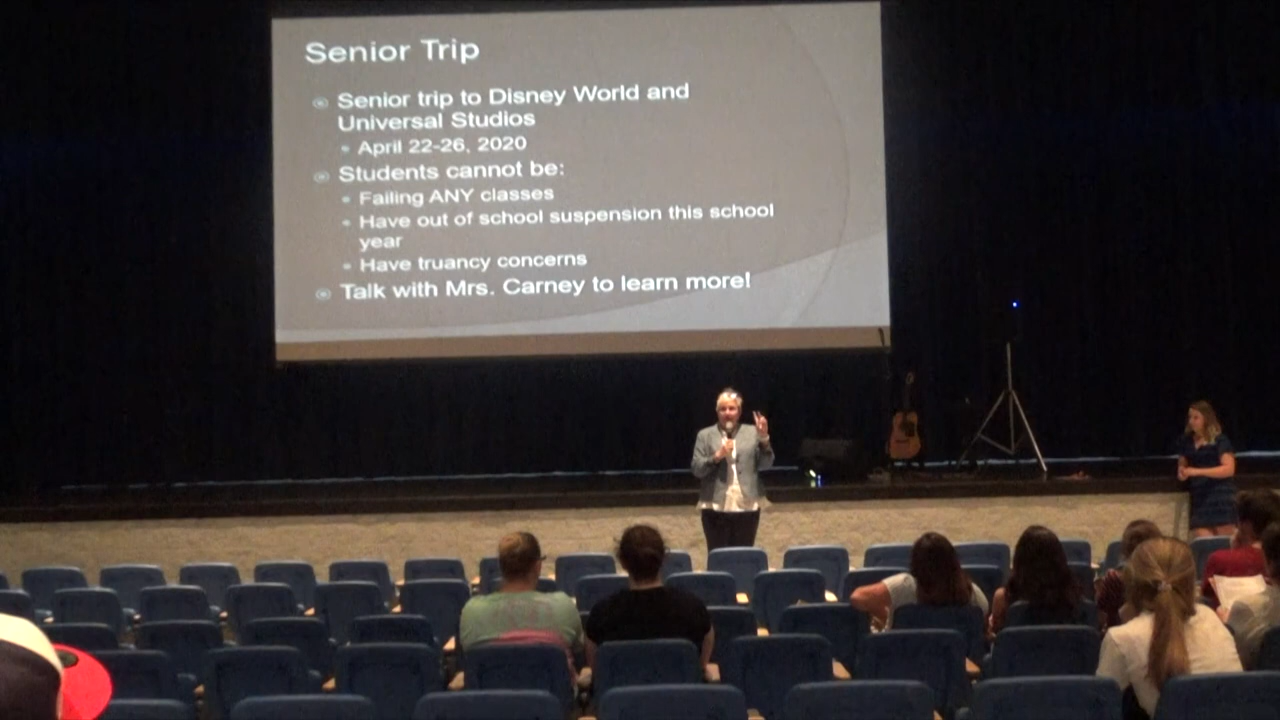 Senior Trip
Senior trip to Disney World and
Universal Studios
April 22-26, 2020
Students cannot be:
Failing ANY classes
Have out of school suspension this school
year
Have truancy concerns
Talk with Mrs. Carney to learn more!